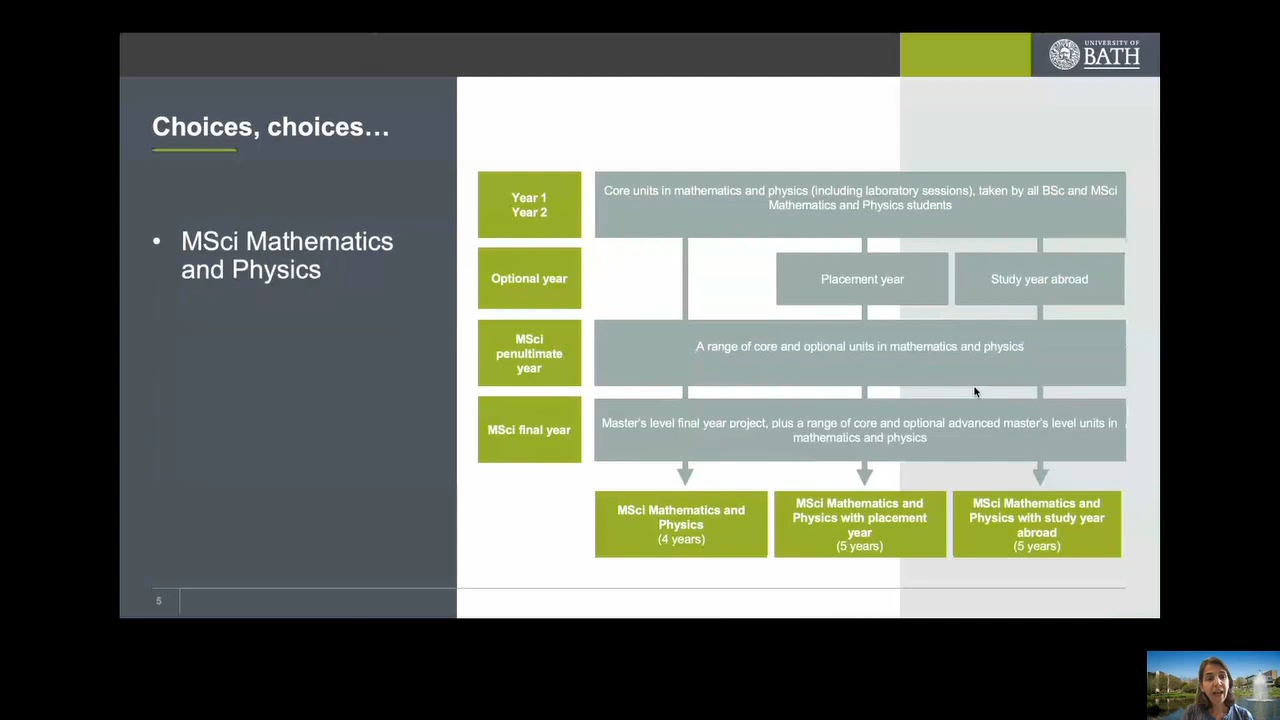 UNIVERSITY OF
BATH
Choices, choices…
• MSci Mathematics
and Physics
Year 1
Year 2
Core units in mathematics and physics (including laboratory sessions), taken by all BSc and MSci
Mathematics and Physics students
Optional year
Placement year
Study year abroad
MSci
penultimate
year
A range of core and optional units in mathematics and physics
MSci final year
Master's level final year project, plus a range of core and optional advanced master's level units in
mathematics and physics
MSci Mathematics and
Physics
(4 years)
MSci Mathematics and
Physics with placement
year
(5 years)
MSci Mathematics and
Physics with study year
abroad
(5 years)
5